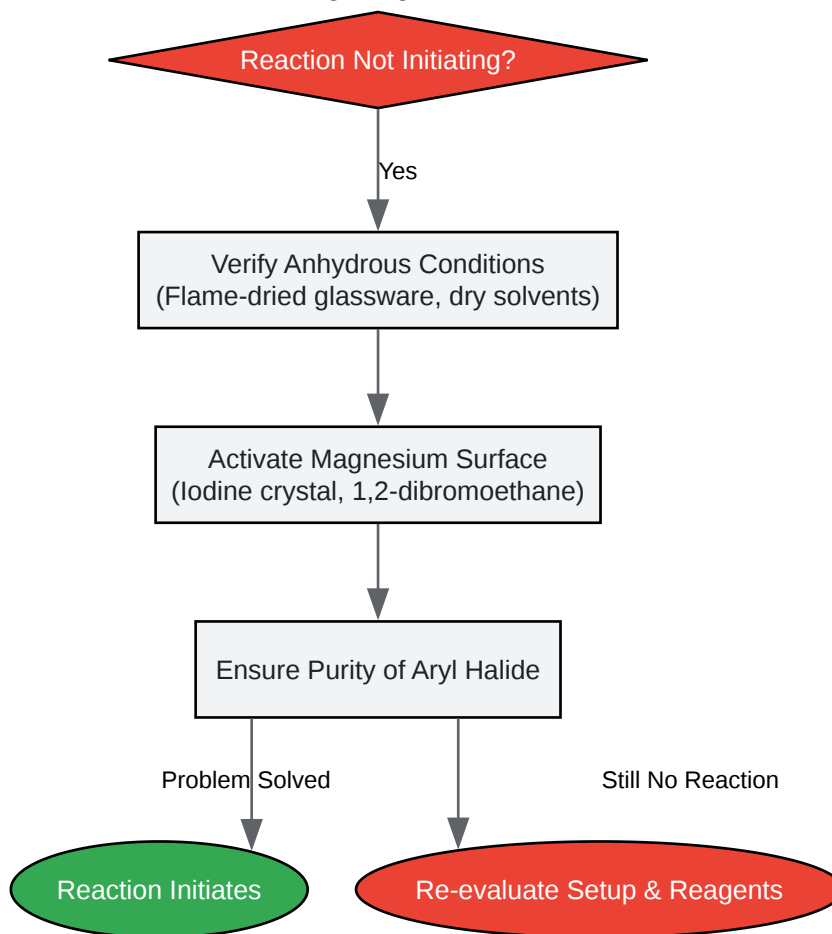 Reaction Not Initiating?
Yes
Verify Anhydrous Conditions
(Flame-dried glassware, dry solvents)
Activate Magnesium Surface
(Iodine crystal, 1,2-dibromoethane)
Ensure Purity of Aryl Halide
Problem Solved
Still No Reaction
Reaction Initiates
Re-evaluate Setup & Reagents